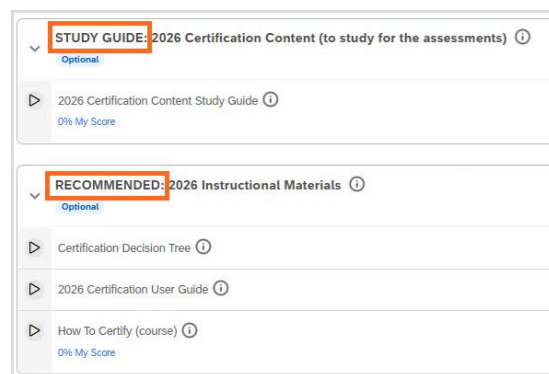 STUDY GUIDE: 2026 Certification Content (to study for the assessments)
Optional
2026 Certification Content Study Guide
0% My Score
RECOMMENDED: 2026 Instructional Materials
Optional
Certification Decision Tree
2026 Certification User Guide
How To Certify (course)
0% My Score